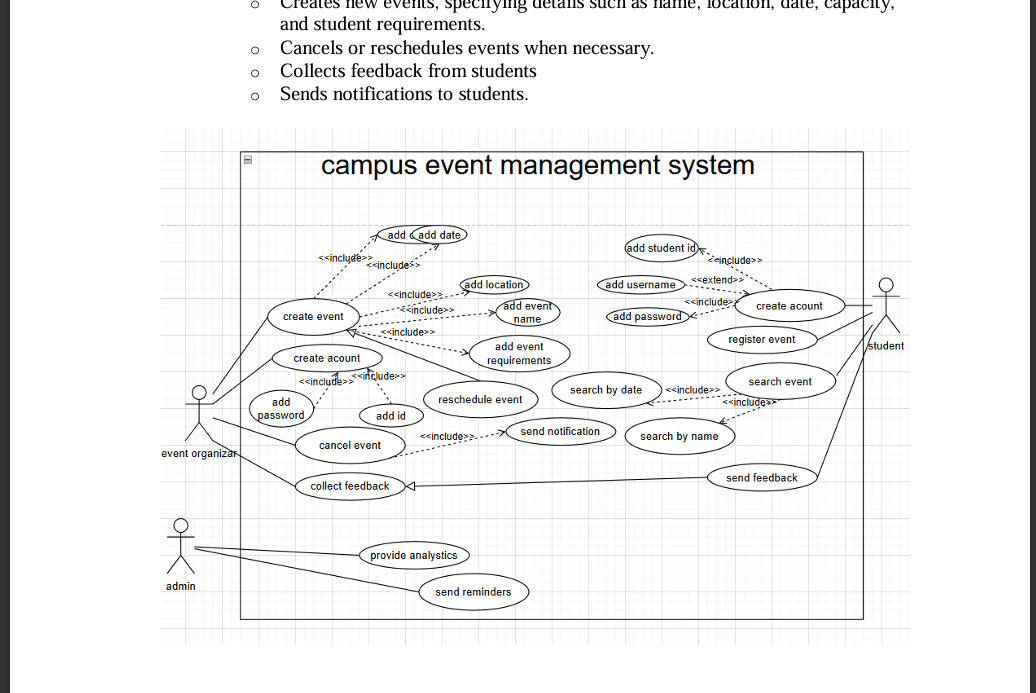 Creates new events, specifying details such as name, location, date, capacity,
and student requirements.
Cancels or reschedules events when necessary.
Collects feedback from students
Sends notifications to students.
campus event management system
add
add date
<<include>>
<<include>>
add student id
<<include>>
<<include>>
add location
add username
<<extend>>
<<include>>
add event
name
<<include>>
create acount
create event
add password
<<include>>
add event
requirements
register event
student
create acount
<<include>>
<<include>>
search by date
<<include>>
search event
<<include>>
add
password
add id
reschedule event
send notification
search by name
cancel event
<<include>>
event organizar
collect feedback
send feedback
provide analystics
admin
send reminders